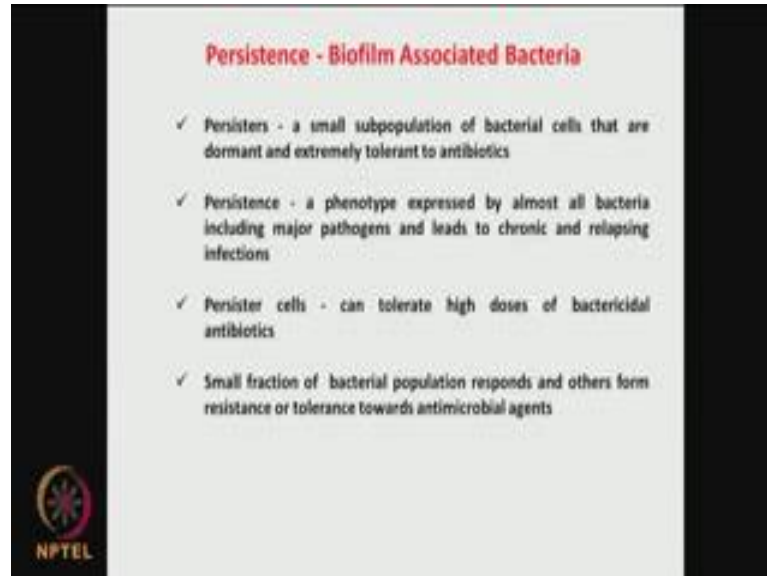 Persistence - Biofilm Associated Bacteria
✓ Persisters - a small subpopulation of bacterial cells that are
dormant and extremely tolerant to antibiotics
✓ Persistence - a phenotype expressed by almost all bacteria
including major pathogens and leads to chronic and relapsing
infections
✓ Persister cells - can tolerate high doses of bactericidal
antibiotics
✓ Small fraction of bacterial population responds and others form
resistance or tolerance towards antimicrobial agents
NPTEL